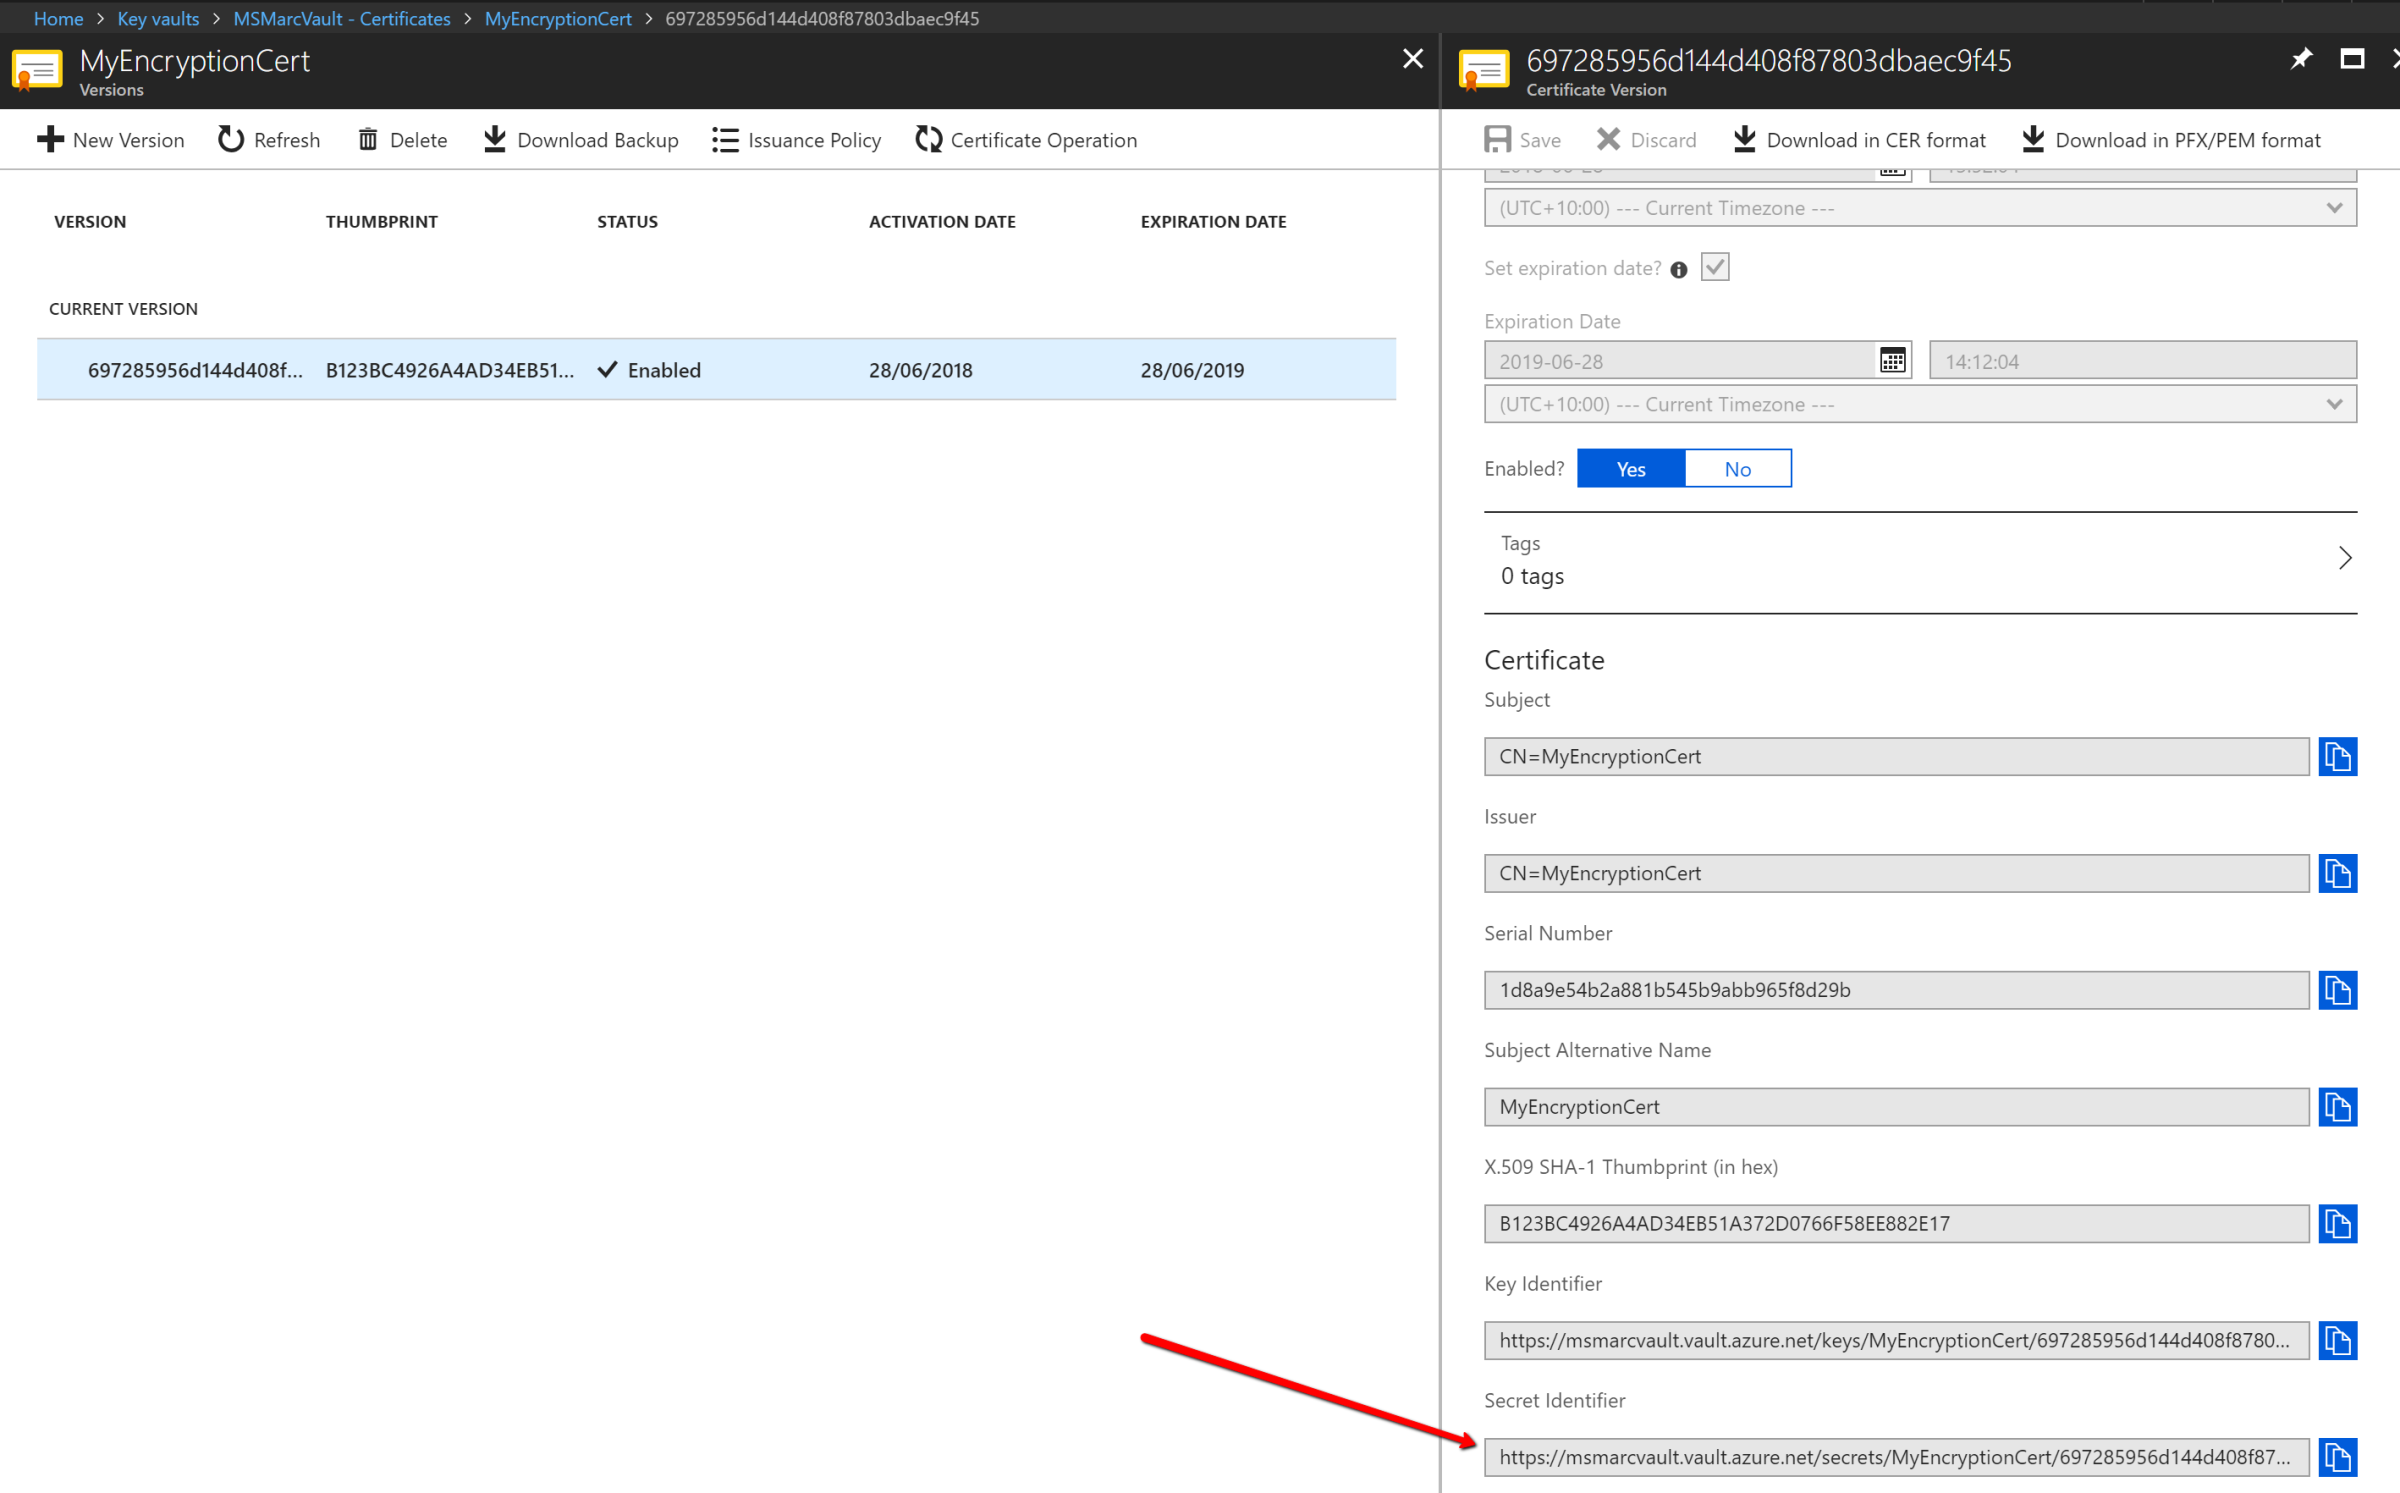 Home > Key vaults > MSMarcVault - Certificates > MyEncryptionCert > 697285956d144d408f87803dbaec9f45
MyEncryptionCert
Versions
New Version Refresh Delete Download Backup Issuance Policy Certificate Operation
VERSION THUMBPRINT STATUS ACTIVATION DATE EXPIRATION DATE
CURRENT VERSION
697285956d144d408f... B123BC4926A4AD34EB51... Enabled 28/06/2018 28/06/2019
697285956d144d408f87803dbaec9f45
Certificate Version
Save Discard Download in CER format Download in PFX/PEM format
(UTC+10:00) --- Current Timezone ---
Set expiration date?
Expiration Date
2019-06-28 14:12:04
(UTC+10:00) --- Current Timezone ---
Enabled? Yes No
Tags
0 tags
Certificate
Subject
CN=MyEncryptionCert
Issuer
CN=MyEncryptionCert
Serial Number
1d8a9e54b2a881b545b9abb965f8d29b
Subject Alternative Name
MyEncryptionCert
X.509 SHA-1 Thumbprint (in hex)
B123BC4926A4AD34EB51A372D0766F58EE882E17
Key Identifier
https://msmarcvault.vault.azure.net/keys/MyEncryptionCert/697285956d144d408f8780...
Secret Identifier
https://msmarcvault.vault.azure.net/secrets/MyEncryptionCert/697285956d144d408f87...